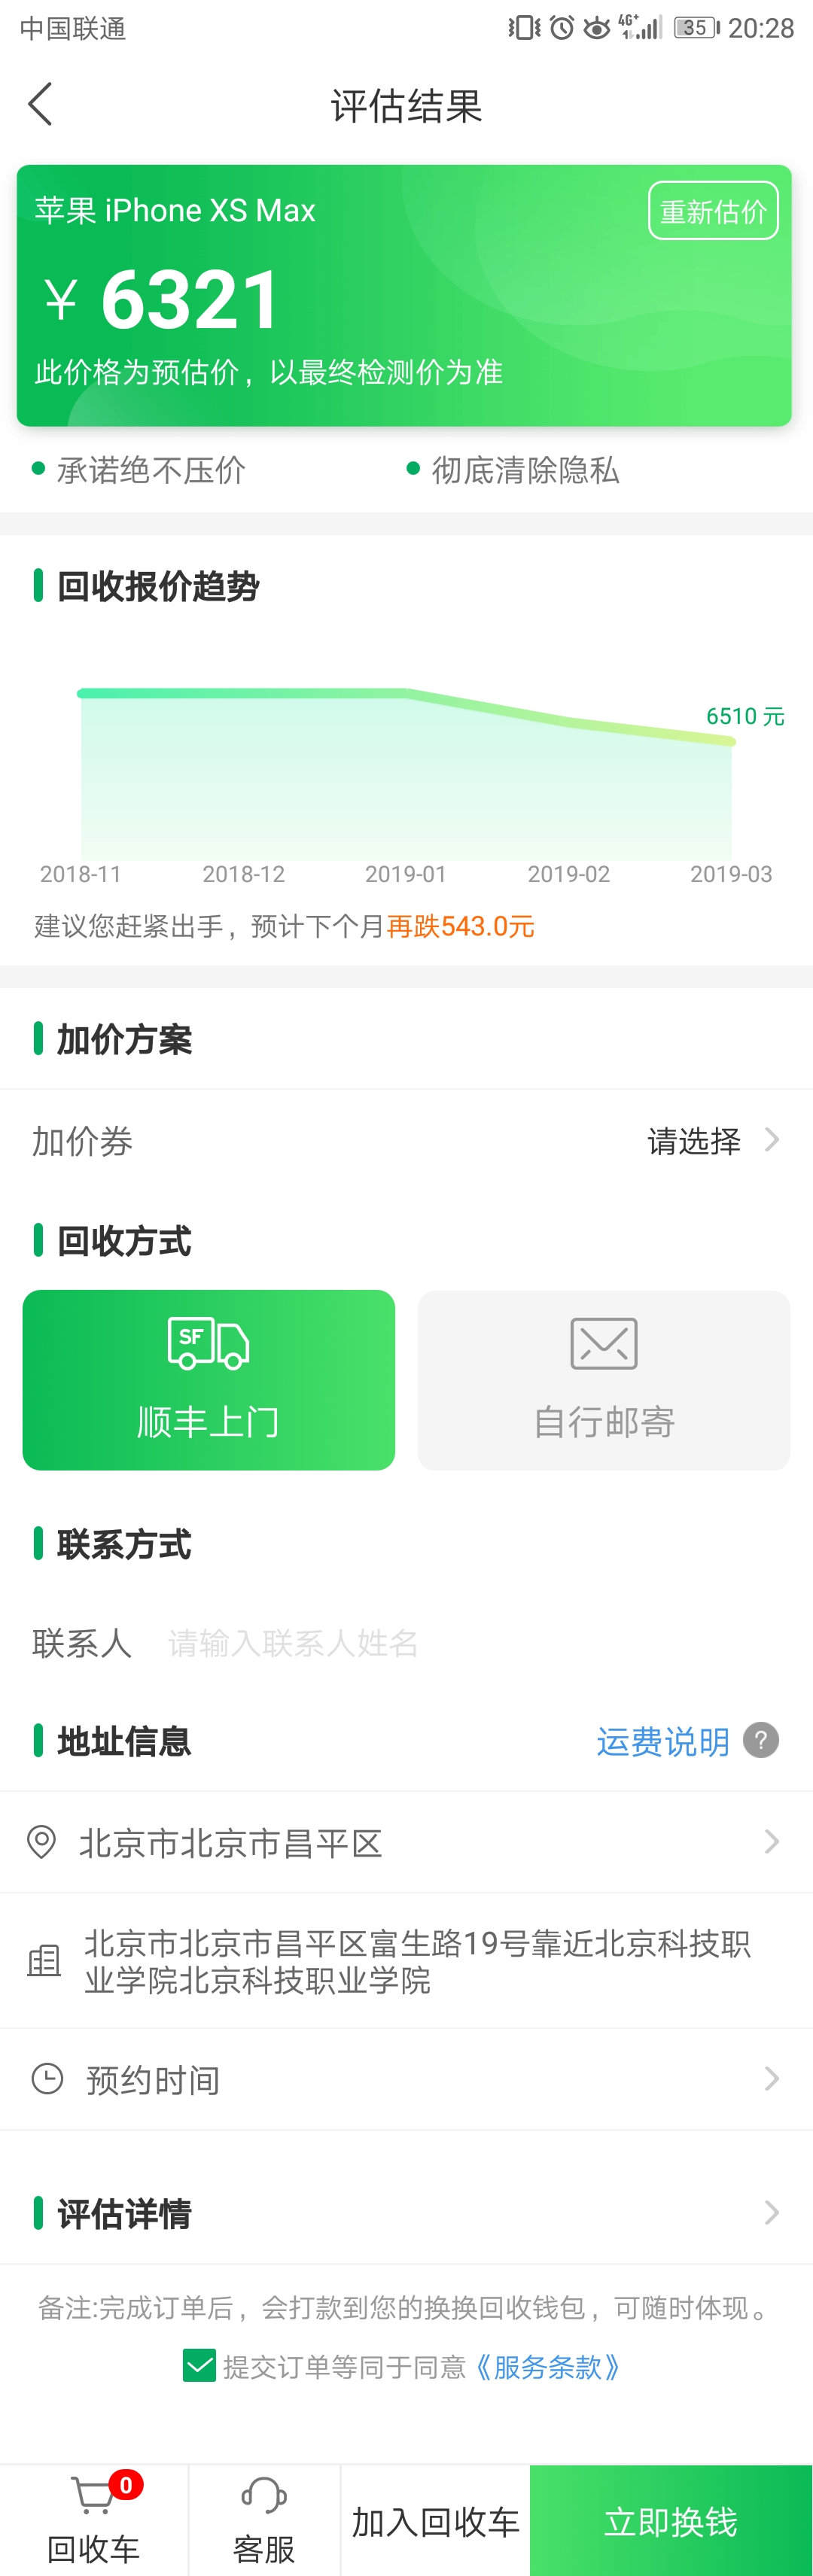 中国联通
4G+ 35 20:28
评估结果
苹果 iPhone XS Max
重新估价
¥ 6321
此价格为预估价，以最终检测价为准
承诺绝不压价
彻底清除隐私
回收报价趋势
6510 元
2018-11 2018-12 2019-01 2019-02 2019-03
建议您赶紧出手，预计下个月再跌543.0元
加价方案
加价券 请选择
回收方式
SF
顺丰上门
自行邮寄
联系方式
联系人 请输入联系人姓名
地址信息 运费说明 ?
北京市北京市昌平区
北京市北京市昌平区富生路19号靠近北京科技职
业学院北京科技职业学院
预约时间
评估详情
备注:完成订单后，会打款到您的换换回收钱包，可随时体现。
提交订单等同于同意《服务条款》
0
回收车
客服
加入回收车
立即换钱